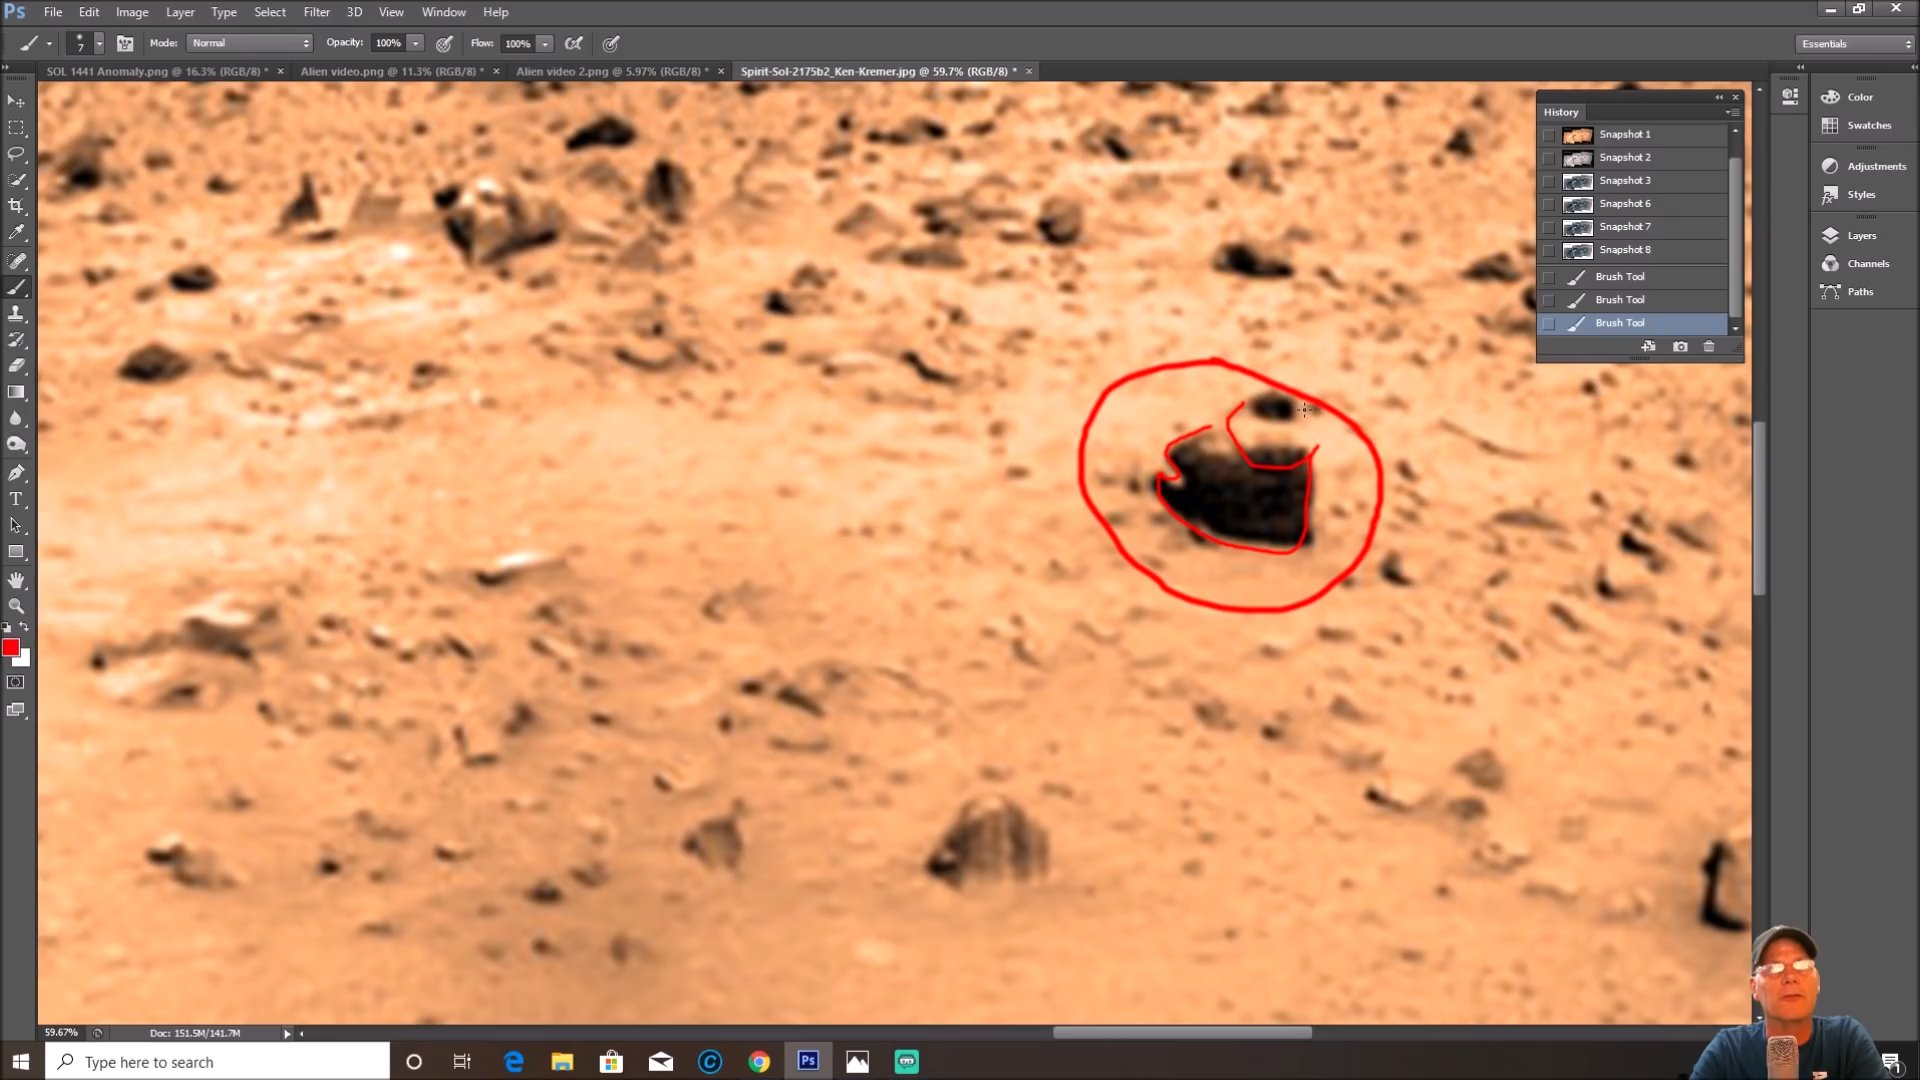 Ps File Edit Image Layer Type Select Filter 3D View Window Help
7 Mode: Normal Opacity: 100% Flow: 100% Essentials
SOL 1441 Anomaly.png @ 16.3% (RGB/8) * × Alien video.png @ 11.3% (RGB/8) * × Alien video 2.png @ 5.97% (RGB/8) * × Spirit-Sol-2175b2_Ken-Kremer.jpg @ 59.7% (RGB/8) * ×
History
Snapshot 1
Snapshot 2
Snapshot 3
Snapshot 6
Snapshot 7
Snapshot 8
Brush Tool
Brush Tool
Brush Tool
Color
Swatches
Adjustments
Styles
Layers
Channels
Paths
59.67% Doc: 151.5M/141.7M
Type here to search
Ps
1